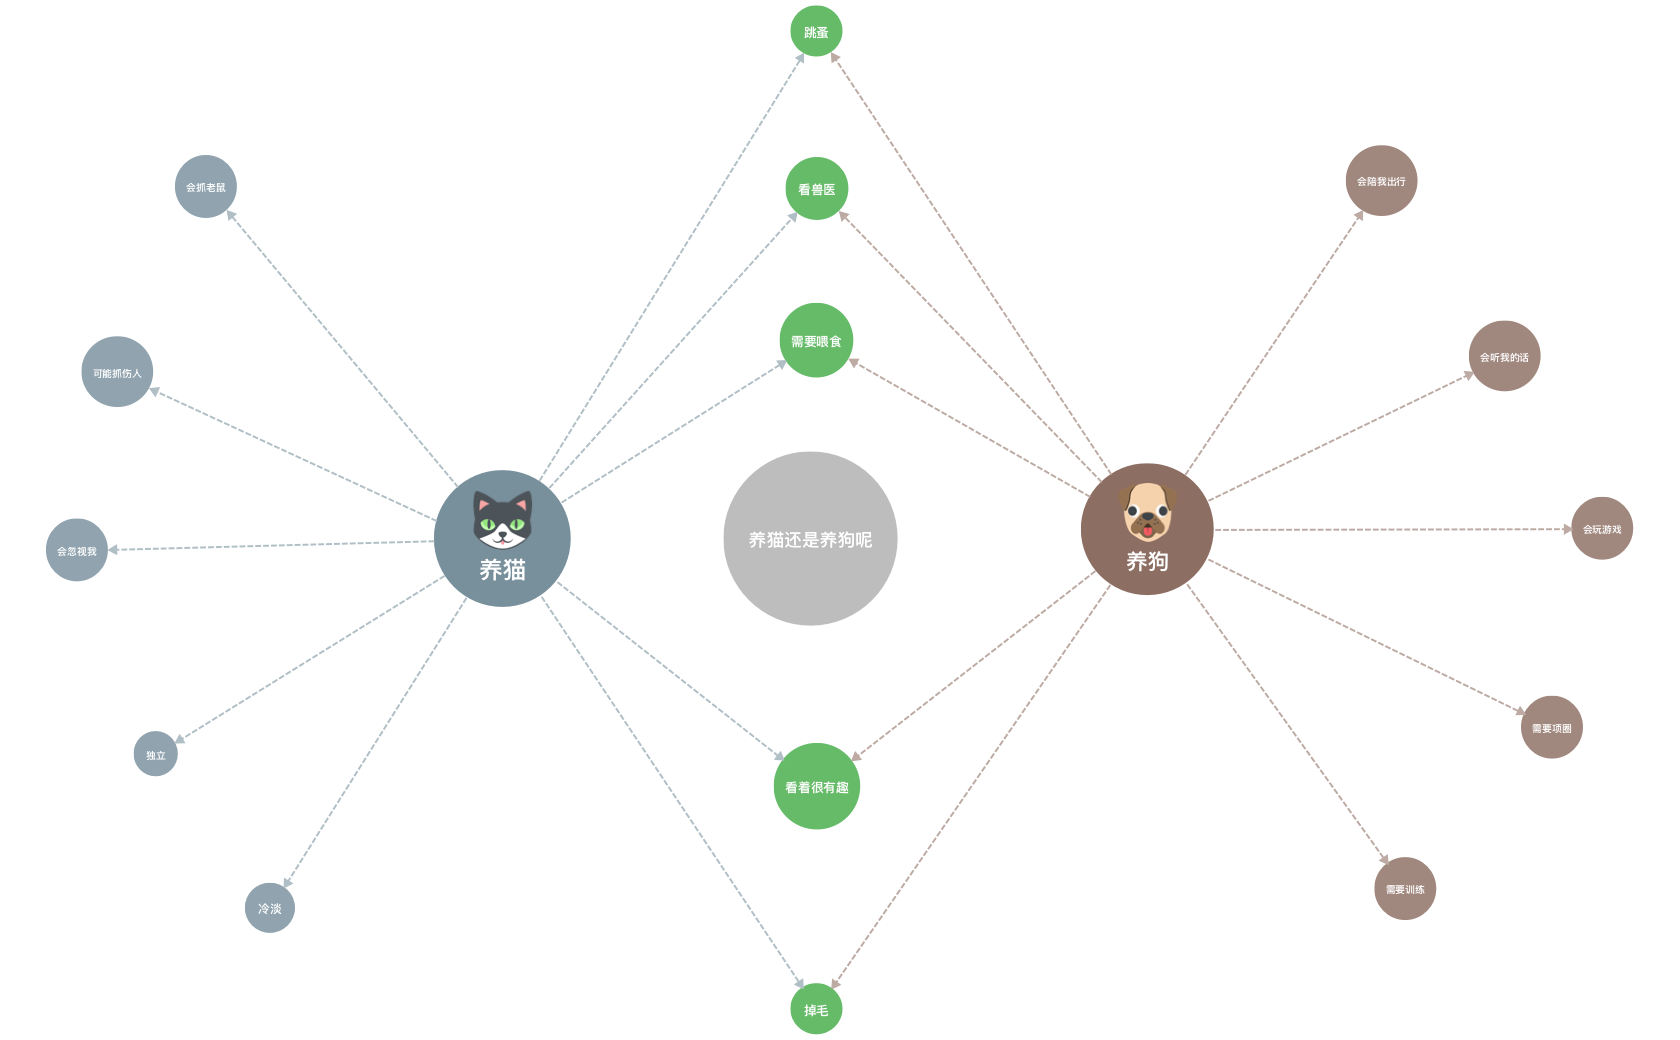 跳蚤
会陪我出行
会抓老鼠
看兽医
需要喂食
会听我的话
可能抓伤人
会玩游戏
养猫还是养狗呢
会忽视我
养狗
养猫
需要项圈
独立
看着很有趣
需要训练
冷淡
掉毛